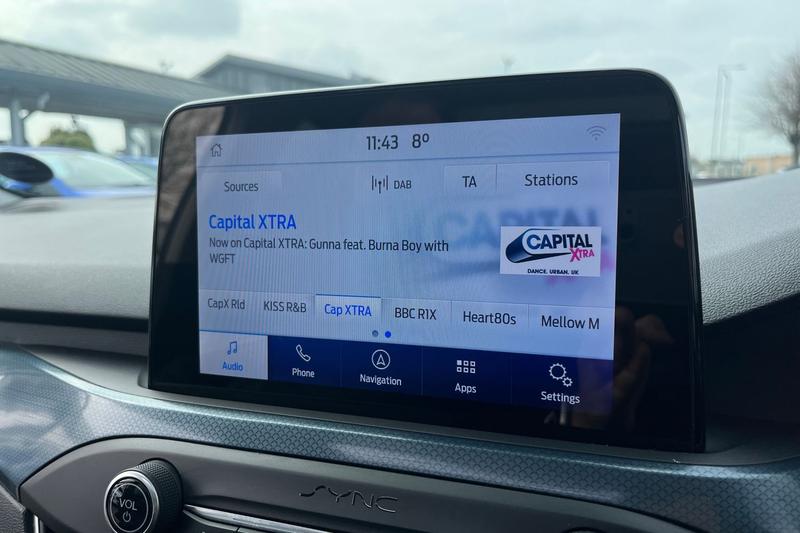 11:43 8º
Sources
DAB
TA
Stations
Capital XTRA
Now on Capital XTRA: Gunna feat. Burna Boy with
WGFT
CAPITAL
XTRA
DANCE. URBAN. UK
CapX Rld
KISS R&B
Cap XTRA
BBC R1X
Heart80s
Mellow M
Audio
Phone
Navigation
Apps
Settings
VOL
SYNC